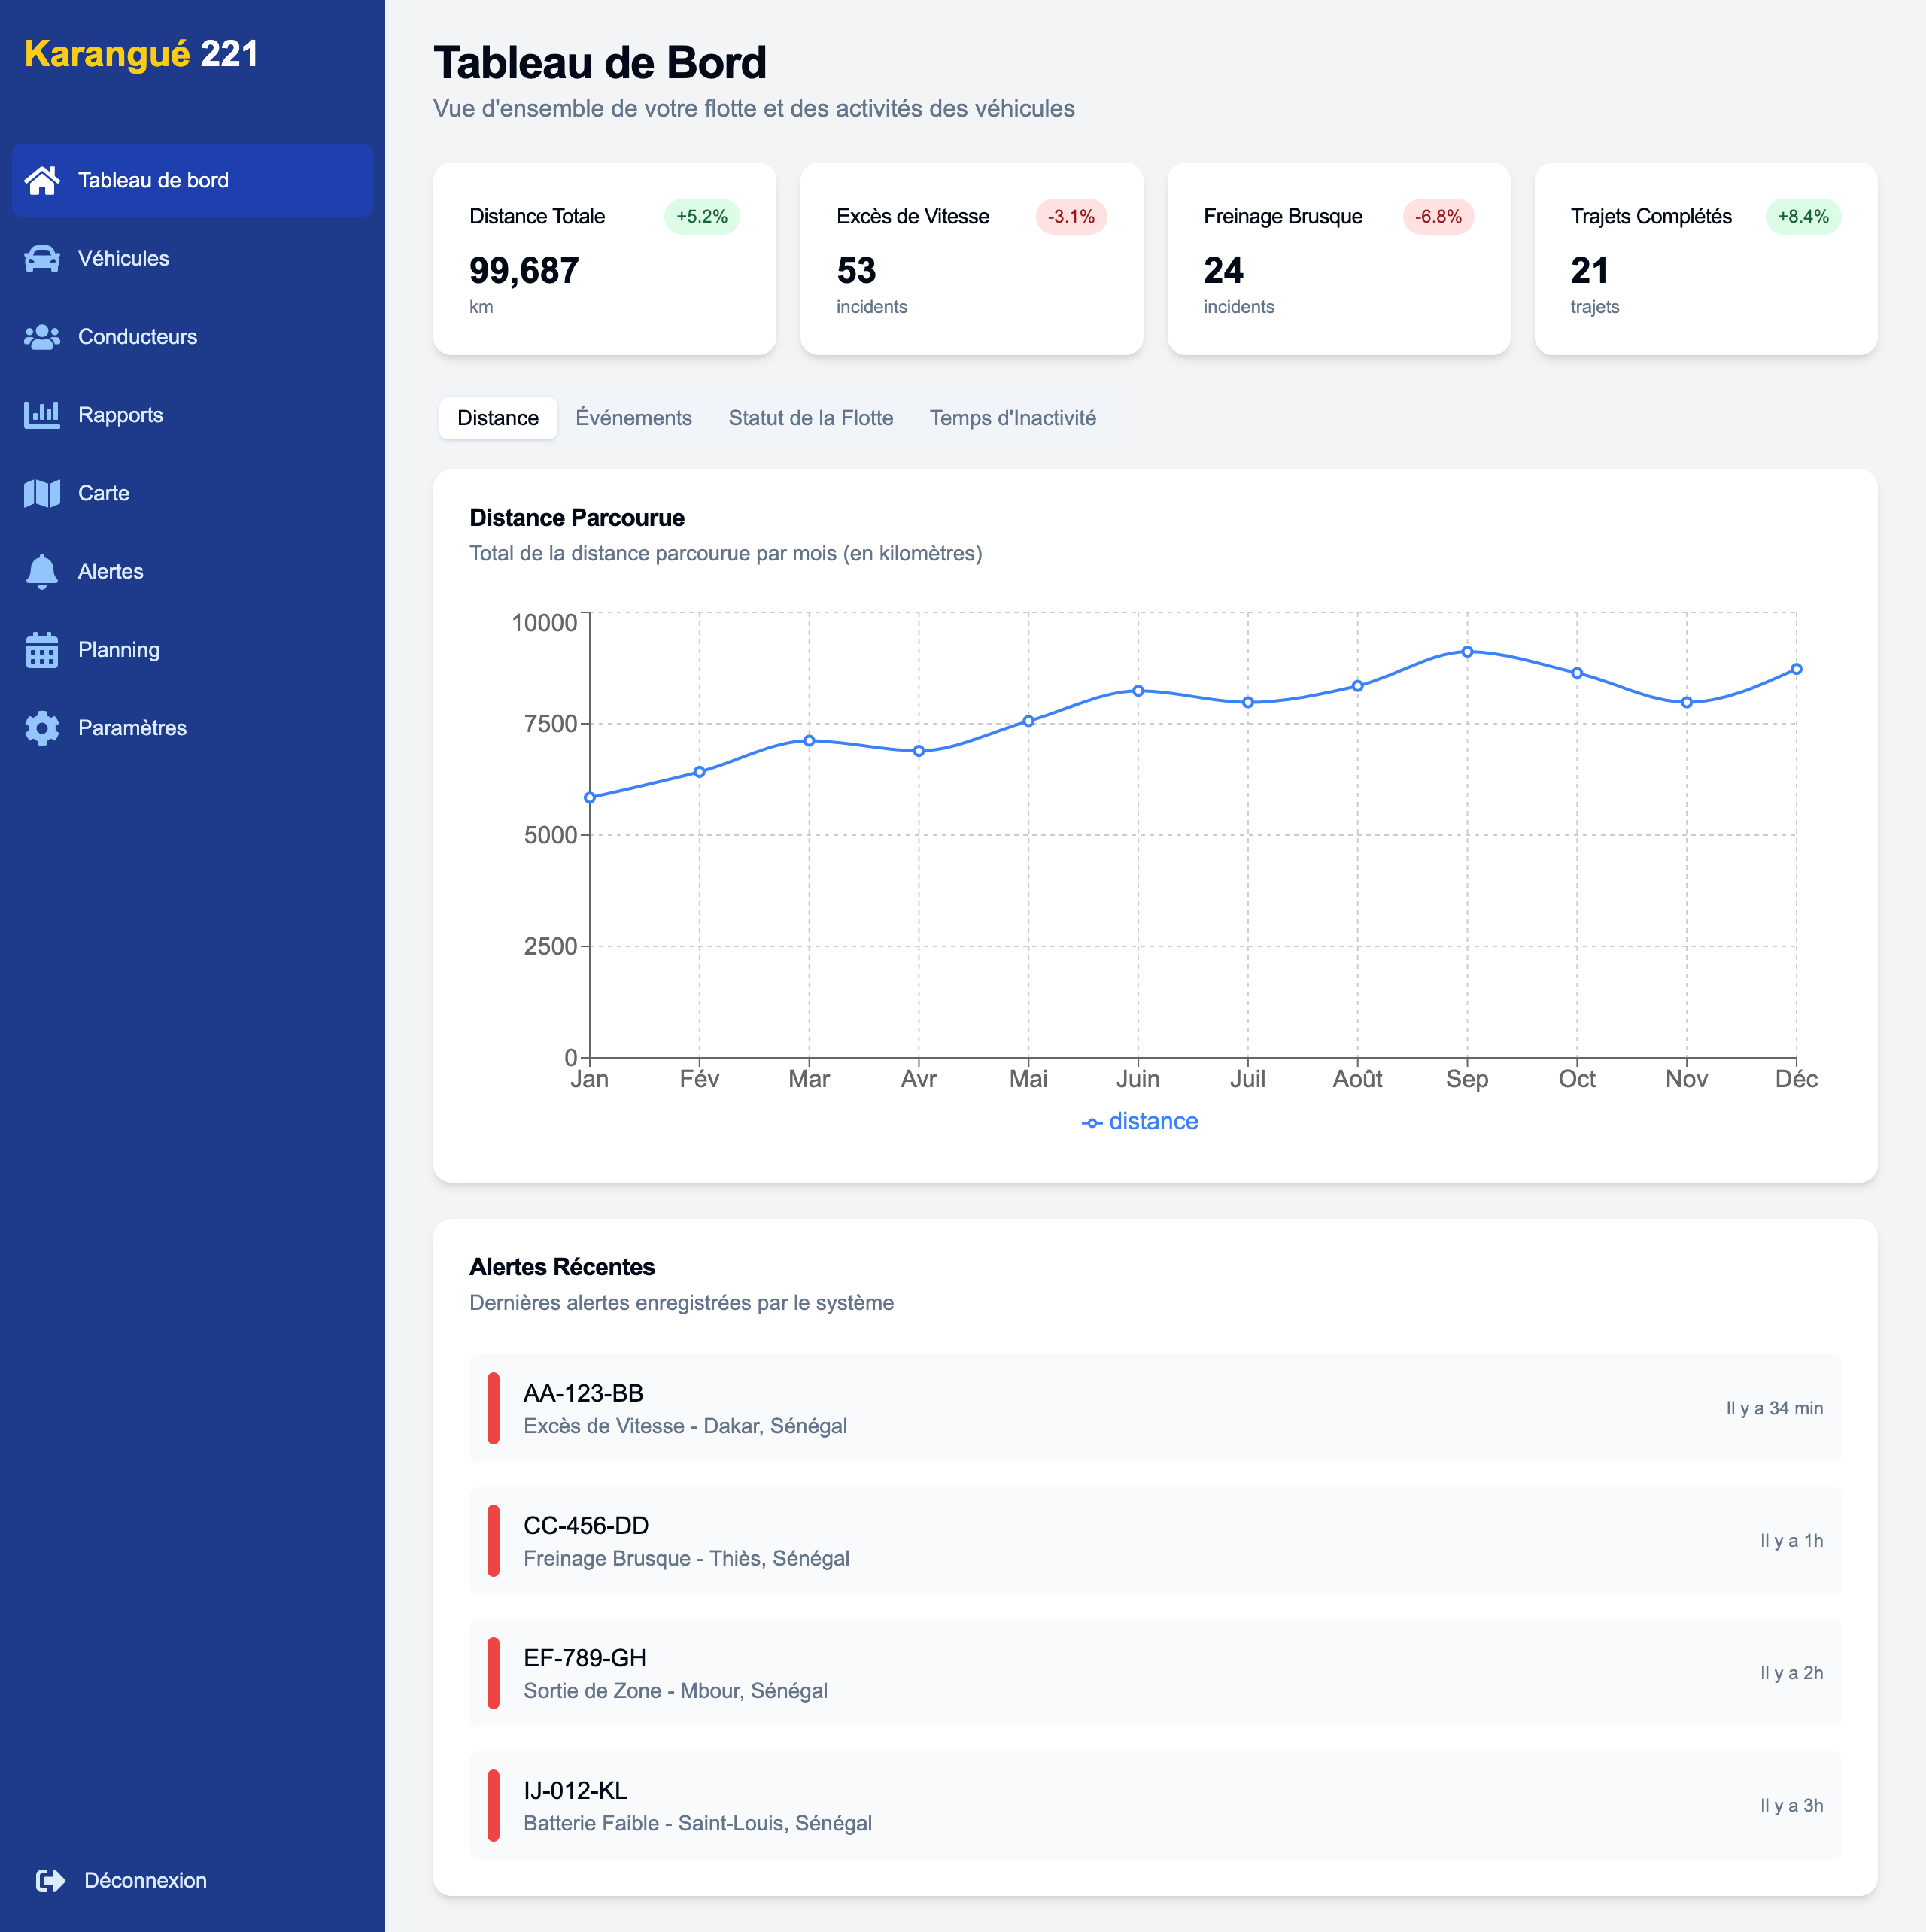 Karangué 221
Tableau de bord
Véhicules
Conducteurs
Rapports
Carte
Alertes
Planning
Paramètres
Déconnexion
Tableau de Bord
Vue d'ensemble de votre flotte et des activités des véhicules
Distance Totale +5.2%
99,687
km
Excès de Vitesse -3.1%
53
incidents
Freinage Brusque -6.8%
24
incidents
Trajets Complétés +8.4%
21
trajets
Distance Événements Statut de la Flotte Temps d'Inactivité
Distance Parcourue
Total de la distance parcourue par mois (en kilomètres)
10000
7500
5000
2500
0
Jan Fév Mar Avr Mai Juin Juil Août Sep Oct Nov Déc
distance
Alertes Récentes
Dernières alertes enregistrées par le système
AA-123-BB
Excès de Vitesse - Dakar, Sénégal
Il y a 34 min
CC-456-DD
Freinage Brusque - Thiès, Sénégal
Il y a 1h
EF-789-GH
Sortie de Zone - Mbour, Sénégal
Il y a 2h
IJ-012-KL
Batterie Faible - Saint-Louis, Sénégal
Il y a 3h